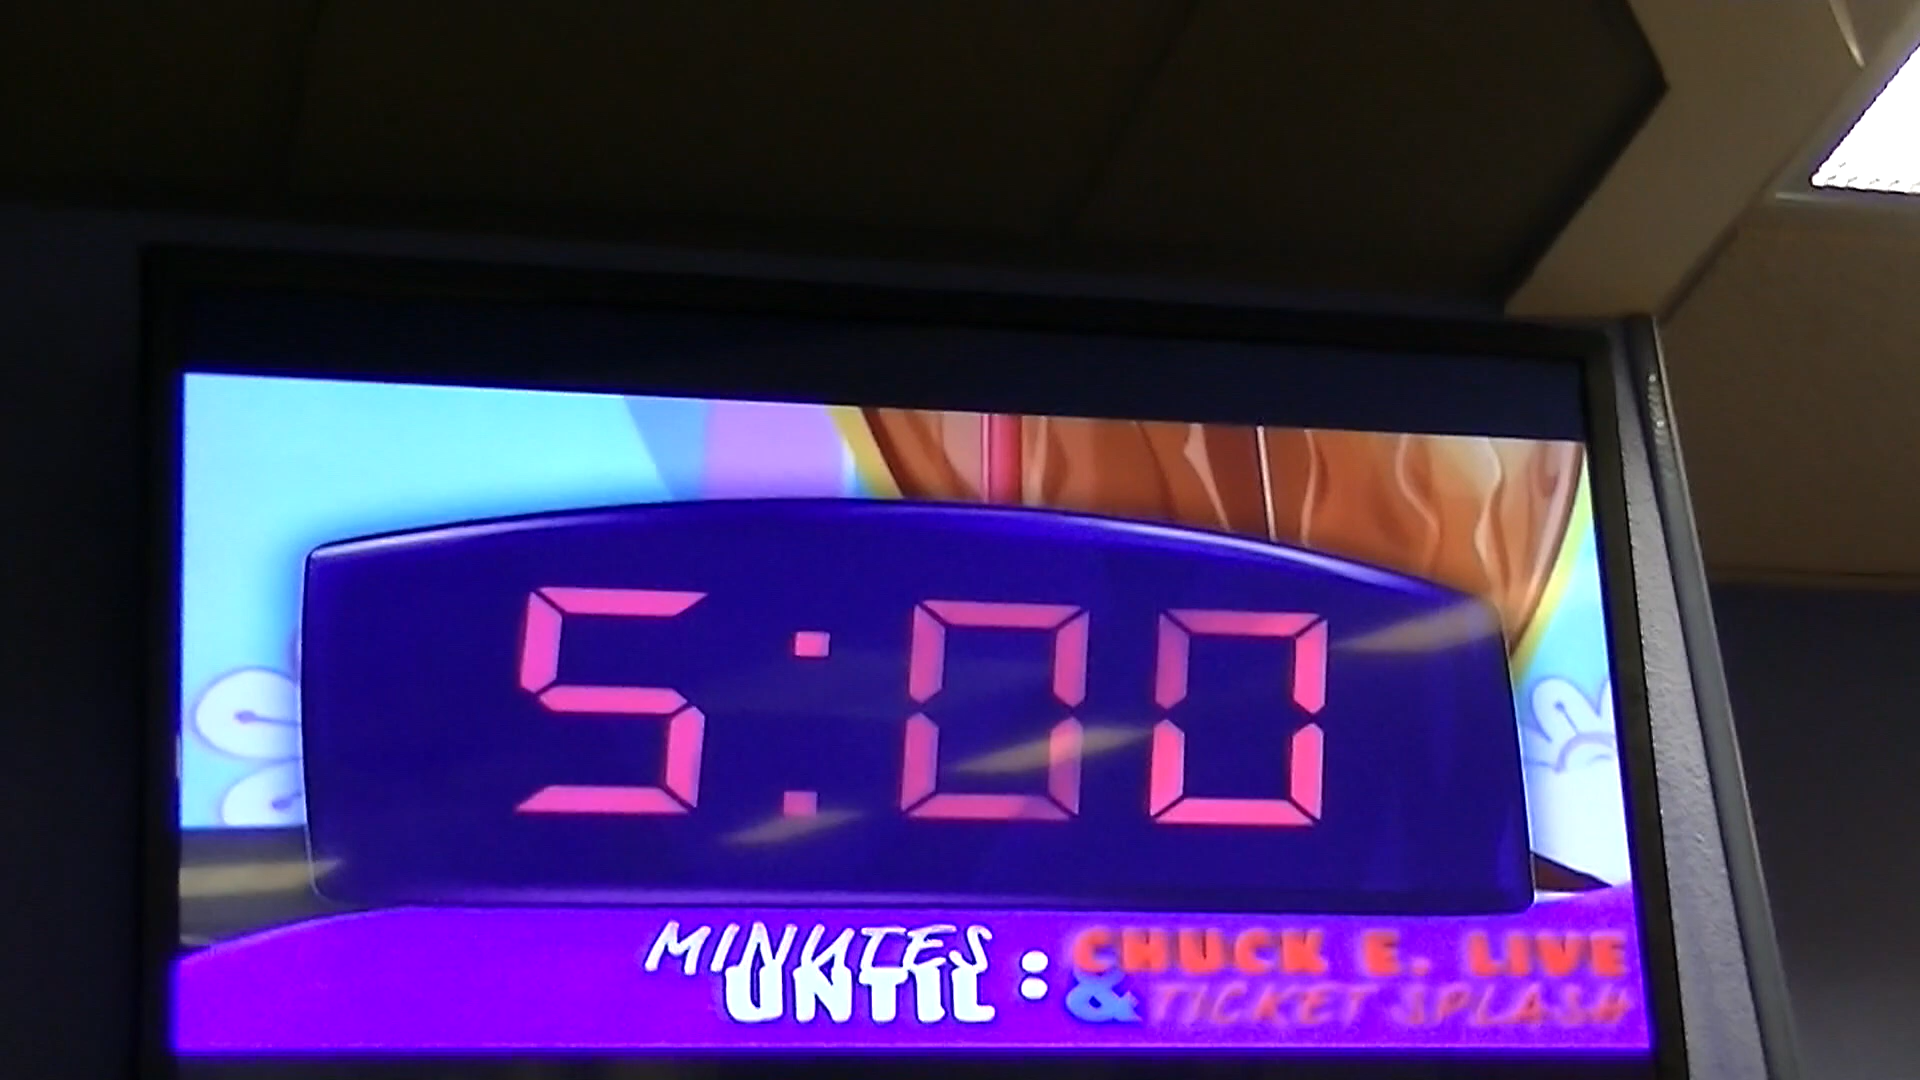 5:00
MINUTES
UNTIL :
CHUCK E. LIVE
& TICKET SPLASH